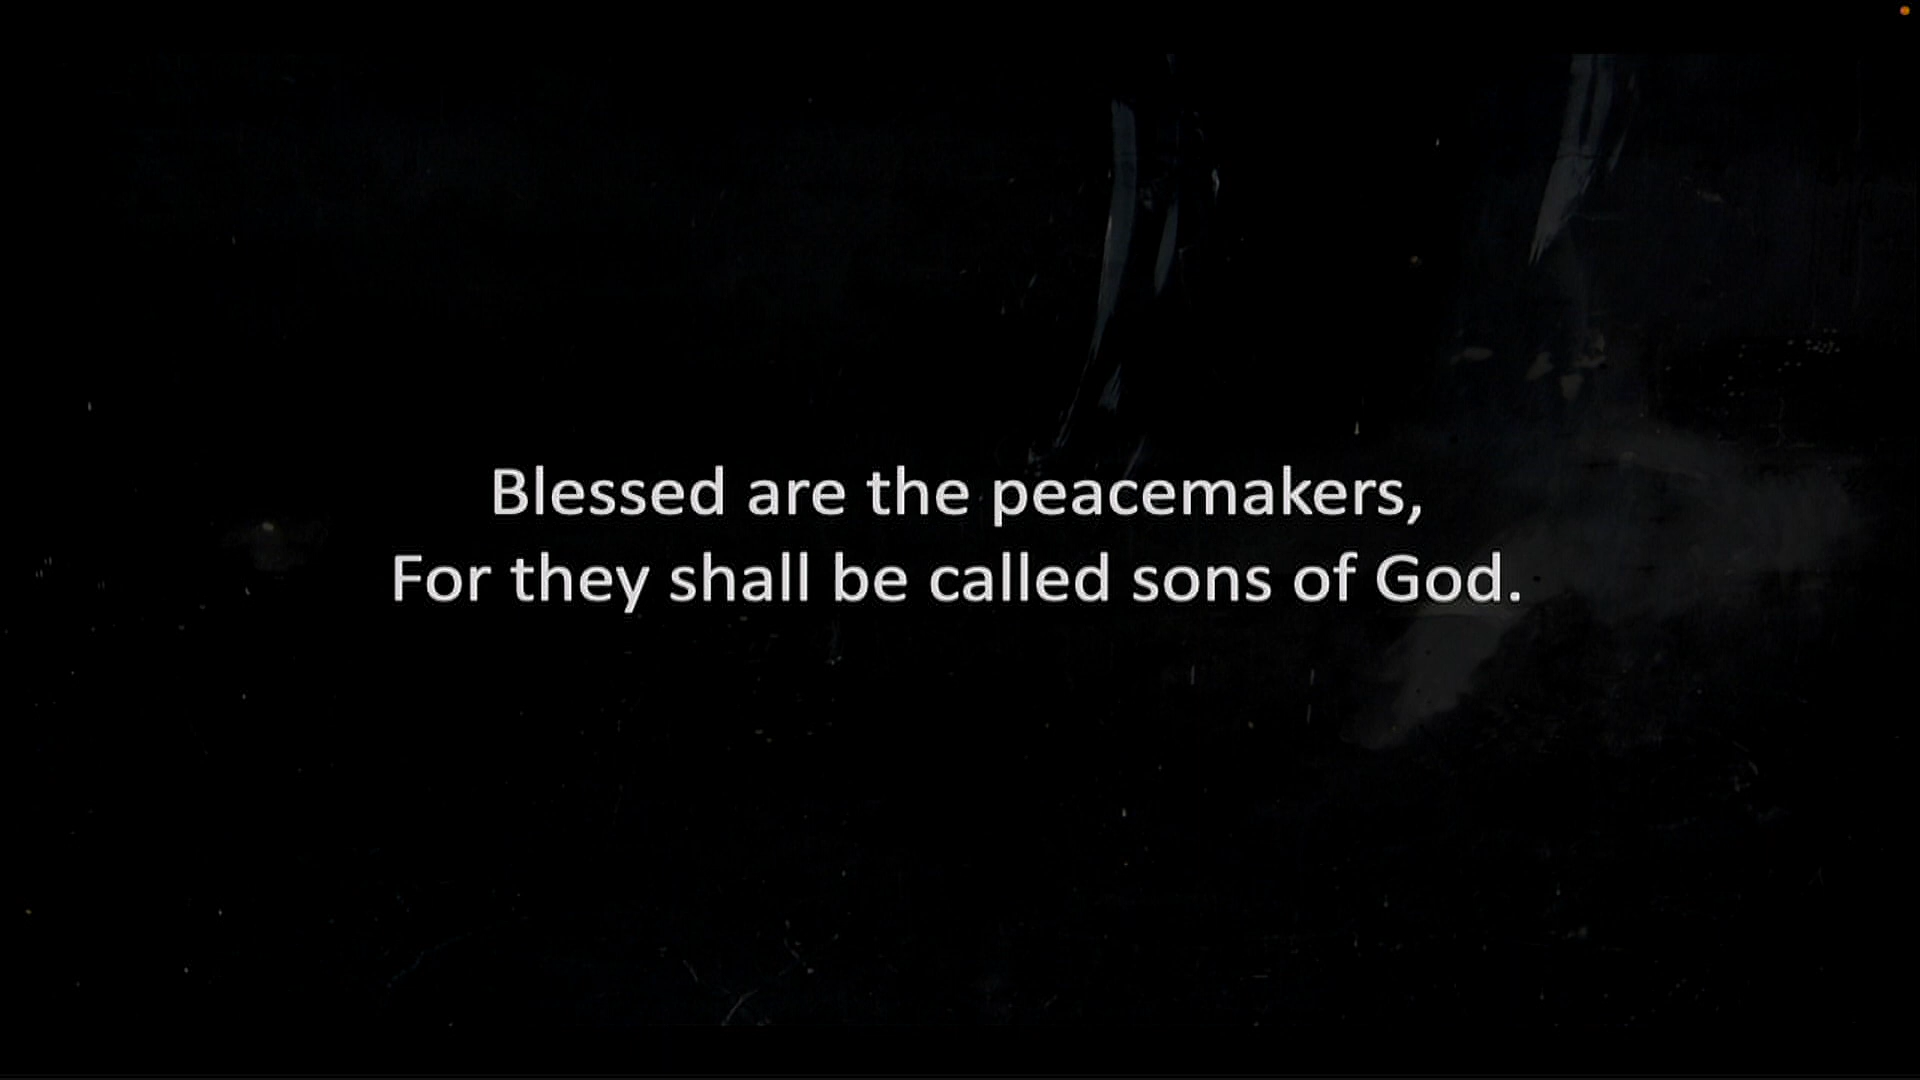 Blessed are the peacemakers,
For they shall be called sons of God.